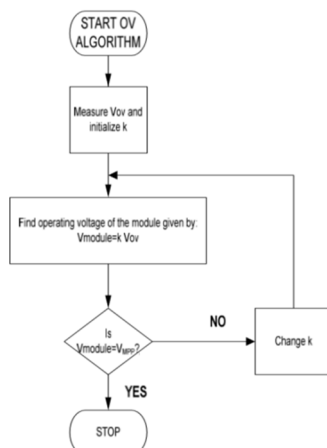 START OV
ALGORITHM
Measure Vov and
initialize k
Find operating voltage of the module given by:
Vmodule=k Vov
Is
Vmodule=VMPP?
NO
Change k
YES
STOP